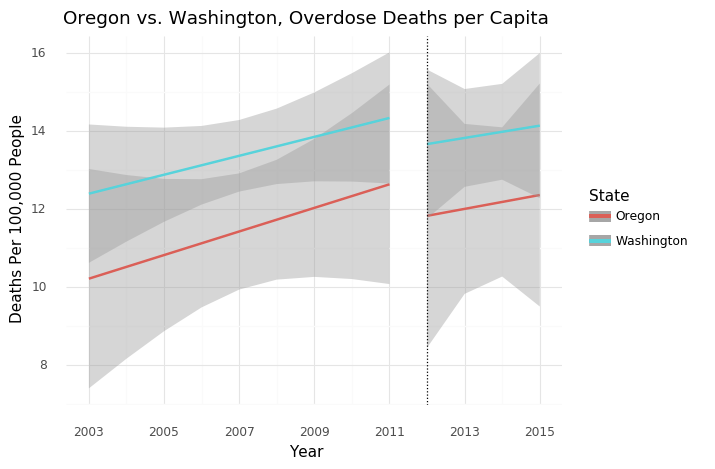 Oregon vs. Washington, Overdose Deaths per Capita
Deaths Per 100,000 People
16
14
12
10
8
2003
2005
2007
2009
2011
2013
2015
Year
State
Oregon
Washington